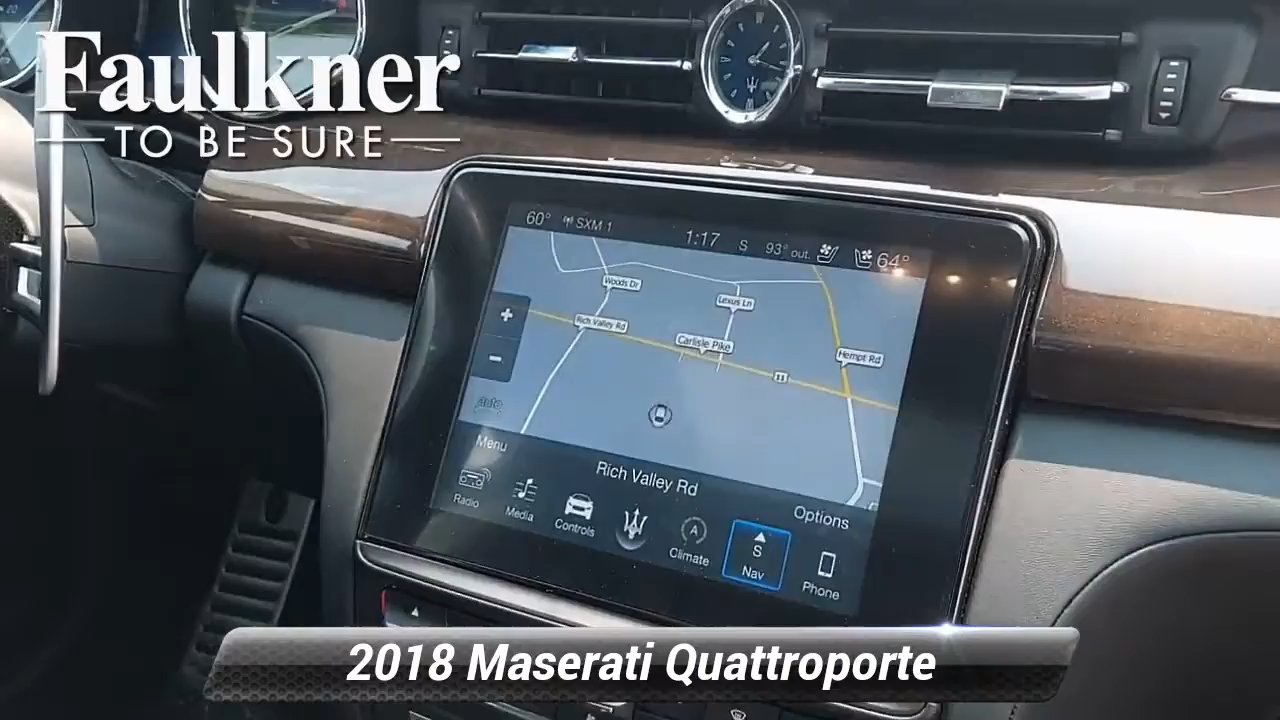 Faulkner
TO BE SURE
60° SXM 1 1:17 S 93° out. 64°
Woods Dr
Lexus Ln
Rich Valley Rd
Carlisle Pike
Hempt Rd
11
+
-
auto
Menu
Rich Valley Rd
Options
Radio
Media
Controls
A
Climate
S
Nav
Phone
2018 Maserati Quattroporte